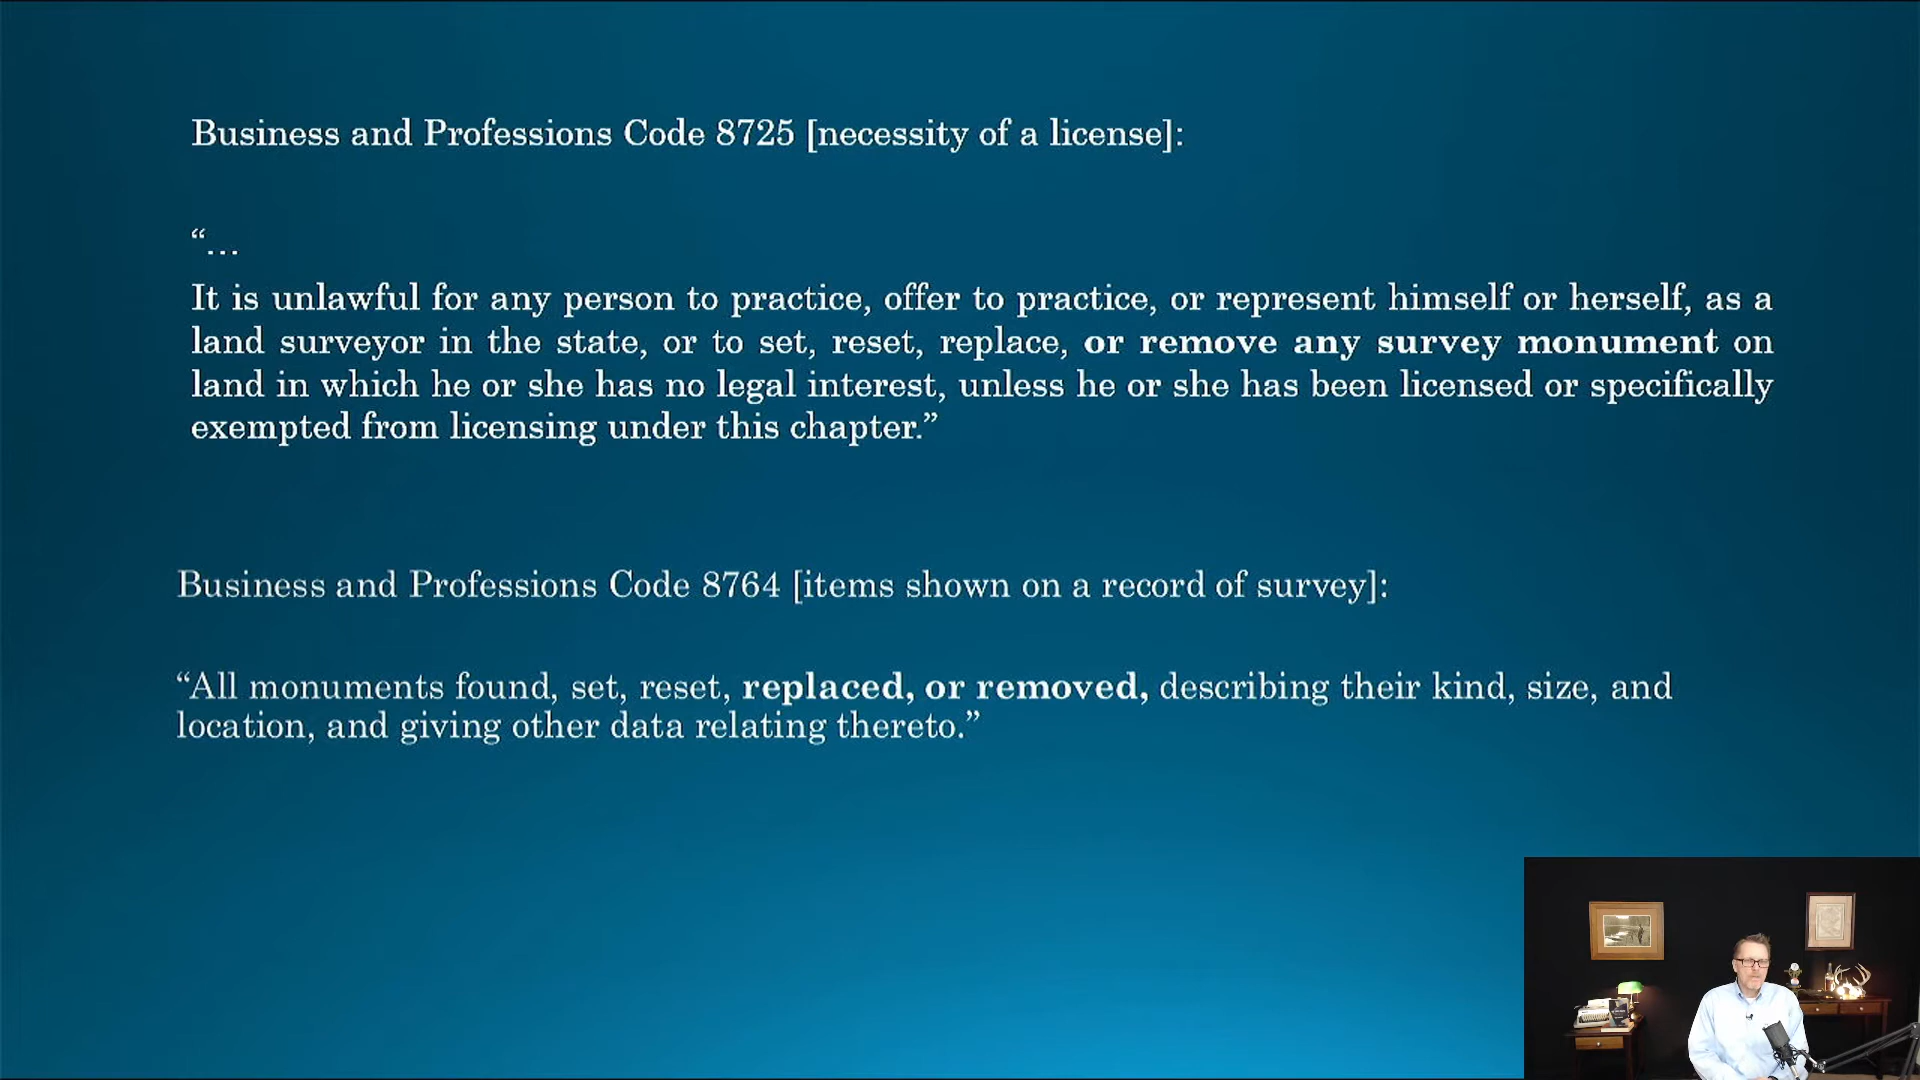 Business and Professions Code 8725 [necessity of a license]:
“…
It is unlawful for any person to practice, offer to practice, or represent himself or herself, as a
land surveyor in the state, or to set, reset, replace, or remove any survey monument on
land in which he or she has no legal interest, unless he or she has been licensed or specifically
exempted from licensing under this chapter.”
Business and Professions Code 8764 [items shown on a record of survey]:
“All monuments found, set, reset, replaced, or removed, describing their kind, size, and
location, and giving other data relating thereto.”